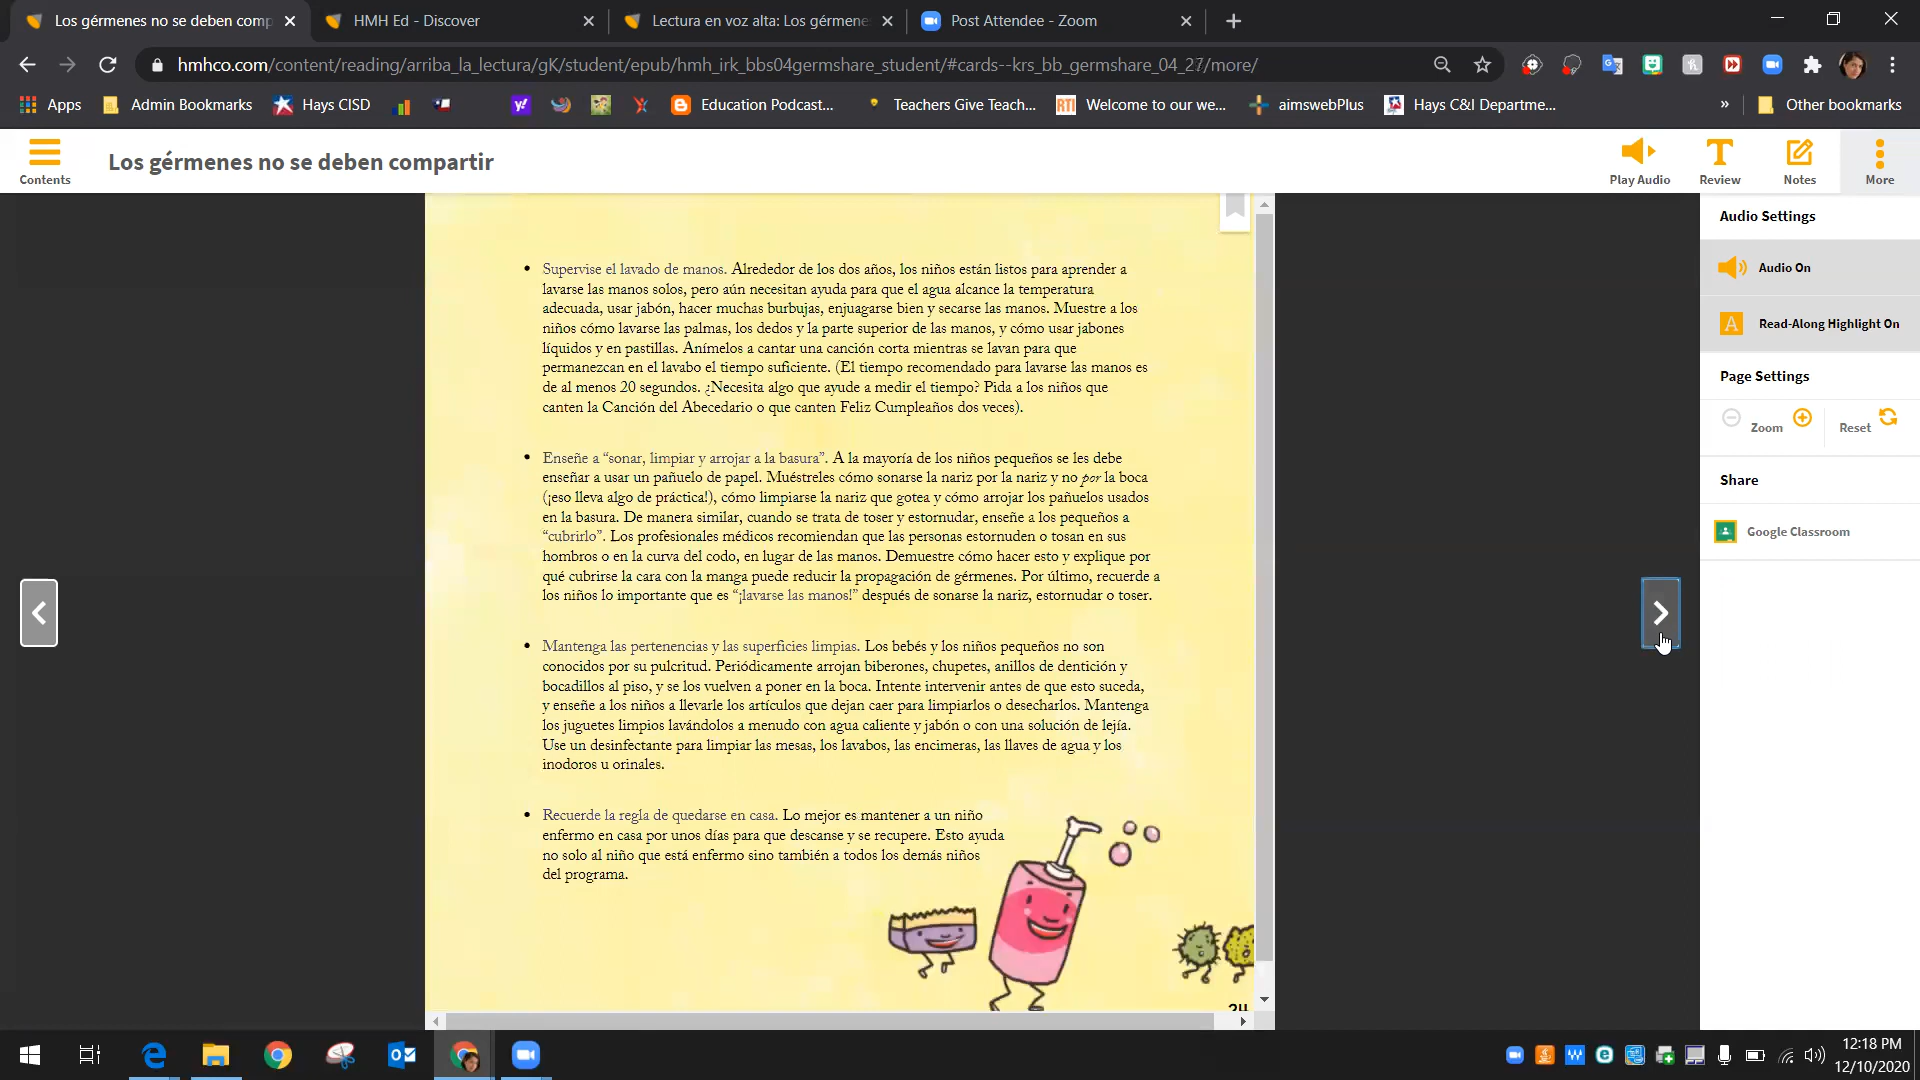 Los gérmenes no se deben comp
HMH Ed - Discover
Lectura en voz alta: Los gérmene
Post Attendee - Zoom
hmhco.com/content/reading/arriba_la_lectura/gK/student/epub/hmh_irk_bbs04germshare_student/#cards--krs_bb_germshare_04_27/more/
Apps
Admin Bookmarks
Hays CISD
Education Podcast...
Teachers Give Teach...
RTI
Welcome to our we...
aimswebPlus
Hays C&I Departme...
»
Other bookmarks
Contents
Los gérmenes no se deben compartir
Play Audio
Review
Notes
More
Audio Settings
Audio On
Read-Along Highlight On
Page Settings
Zoom
Reset
Share
Google Classroom
• Supervise el lavado de manos. Alrededor de los dos años, los niños están listos para aprender a
lavarse las manos solos, pero aún necesitan ayuda para que el agua alcance la temperatura
adecuada, usar jabón, hacer muchas burbujas, enjuagarse bien y secarse las manos. Muestre a los
niños cómo lavarse las palmas, los dedos y la parte superior de las manos, y cómo usar jabones
líquidos y en pastillas. Anímelos a cantar una canción corta mientras se lavan para que
permanezcan en el lavabo el tiempo suficiente. (El tiempo recomendado para lavarse las manos es
de al menos 20 segundos. ¿Necesita algo que ayude a medir el tiempo? Pida a los niños que
canten la Canción del Abecedario o que canten Feliz Cumpleaños dos veces).
• Enseñe a “sonar, limpiar y arrojar a la basura”. A la mayoría de los niños pequeños se les debe
enseñar a usar un pañuelo de papel. Muéstreles cómo sonarse la nariz por la nariz y no por la boca
(¡eso lleva algo de práctica!), cómo limpiarse la nariz que gotea y cómo arrojar los pañuelos usados
en la basura. De manera similar, cuando se trata de toser y estornudar, enseñe a los pequeños a
“cubrirlo”. Los profesionales médicos recomiendan que las personas estornuden o tosan en sus
hombros o en la curva del codo, en lugar de las manos. Demuestre cómo hacer esto y explique por
qué cubrirse la cara con la manga puede reducir la propagación de gérmenes. Por último, recuerde a
los niños lo importante que es “¡lavarse las manos!” después de sonarse la nariz, estornudar o toser.
• Mantenga las pertenencias y las superficies limpias. Los bebés y los niños pequeños no son
conocidos por su pulcritud. Periódicamente arrojan biberones, chupetes, anillos de dentición y
bocadillos al piso, y se los vuelven a poner en la boca. Intente intervenir antes de que esto suceda,
y enseñe a los niños a llevarle los artículos que dejan caer para limpiarlos o desecharlos. Mantenga
los juguetes limpios lavándolos a menudo con agua caliente y jabón o con una solución de lejía.
Use un desinfectante para limpiar las mesas, los lavabos, las encimeras, las llaves de agua y los
inodoros u orinales.
• Recuerde la regla de quedarse en casa. Lo mejor es mantener a un niño
enfermo en casa por unos días para que descanse y se recupere. Esto ayuda
no solo al niño que está enfermo sino también a todos los demás niños
del programa.
12:18 PM
12/10/2020